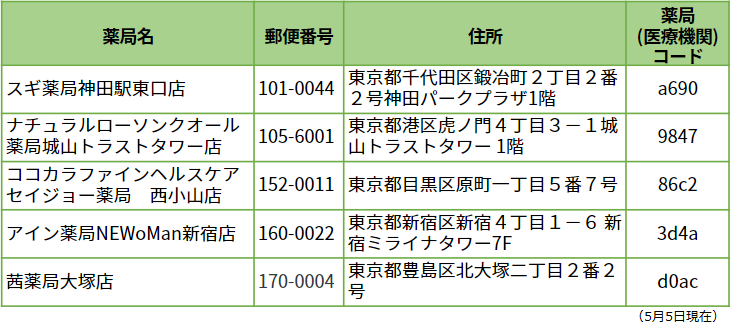 薬局名 郵便番号 住所 薬局
(医療機関)
コード
スギ薬局神田駅東口店 101-0044 東京都千代田区鍛冶町２丁目２番
２号神田パークプラザ1階 a690
ナチュラルローソンクオール
薬局城山トラストタワー店 105-6001 東京都港区虎ノ門４丁目３－１城
山トラストタワー 1階 9847
ココカラファインヘルスケア
セイジョー薬局　西小山店 152-0011 東京都目黒区原町一丁目５番７号 86c2
アイン薬局NEWoMan新宿店 160-0022 東京都新宿区新宿４丁目１－６ 新
宿ミライナタワー7F 3d4a
茜薬局大塚店 170-0004 東京都豊島区北大塚二丁目２番２
号 d0ac
（5月5日現在）